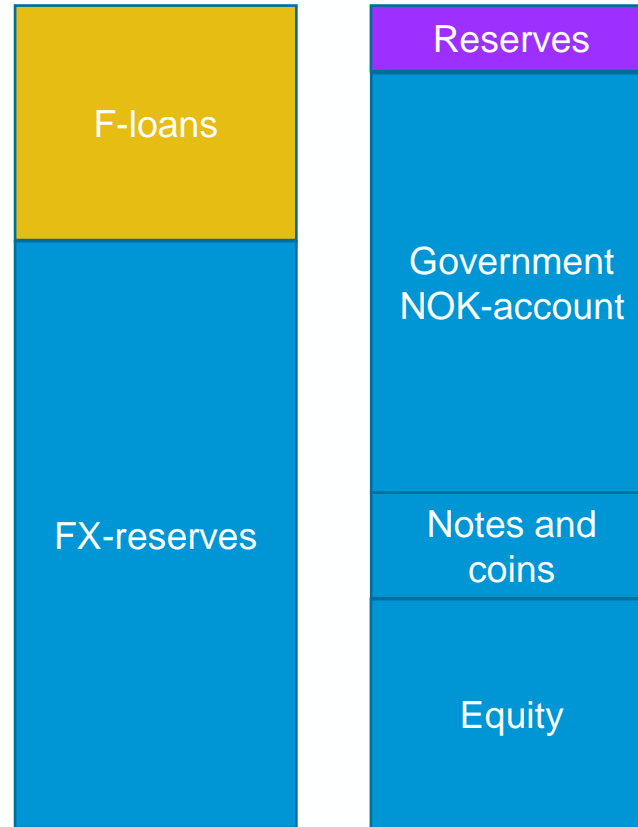 F-loans
FX-reserves
Reserves
Government
NOK-account
Notes and
coins
Equity